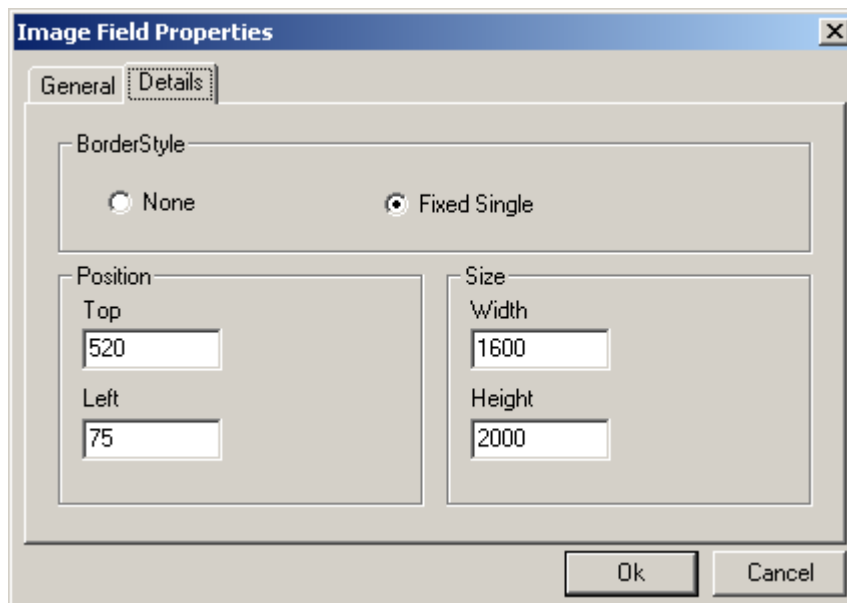 Image Field Properties
General Details
BorderStyle
None Fixed Single
Position
Top
520
Left
75
Size
Width
1600
Height
2000
Ok Cancel